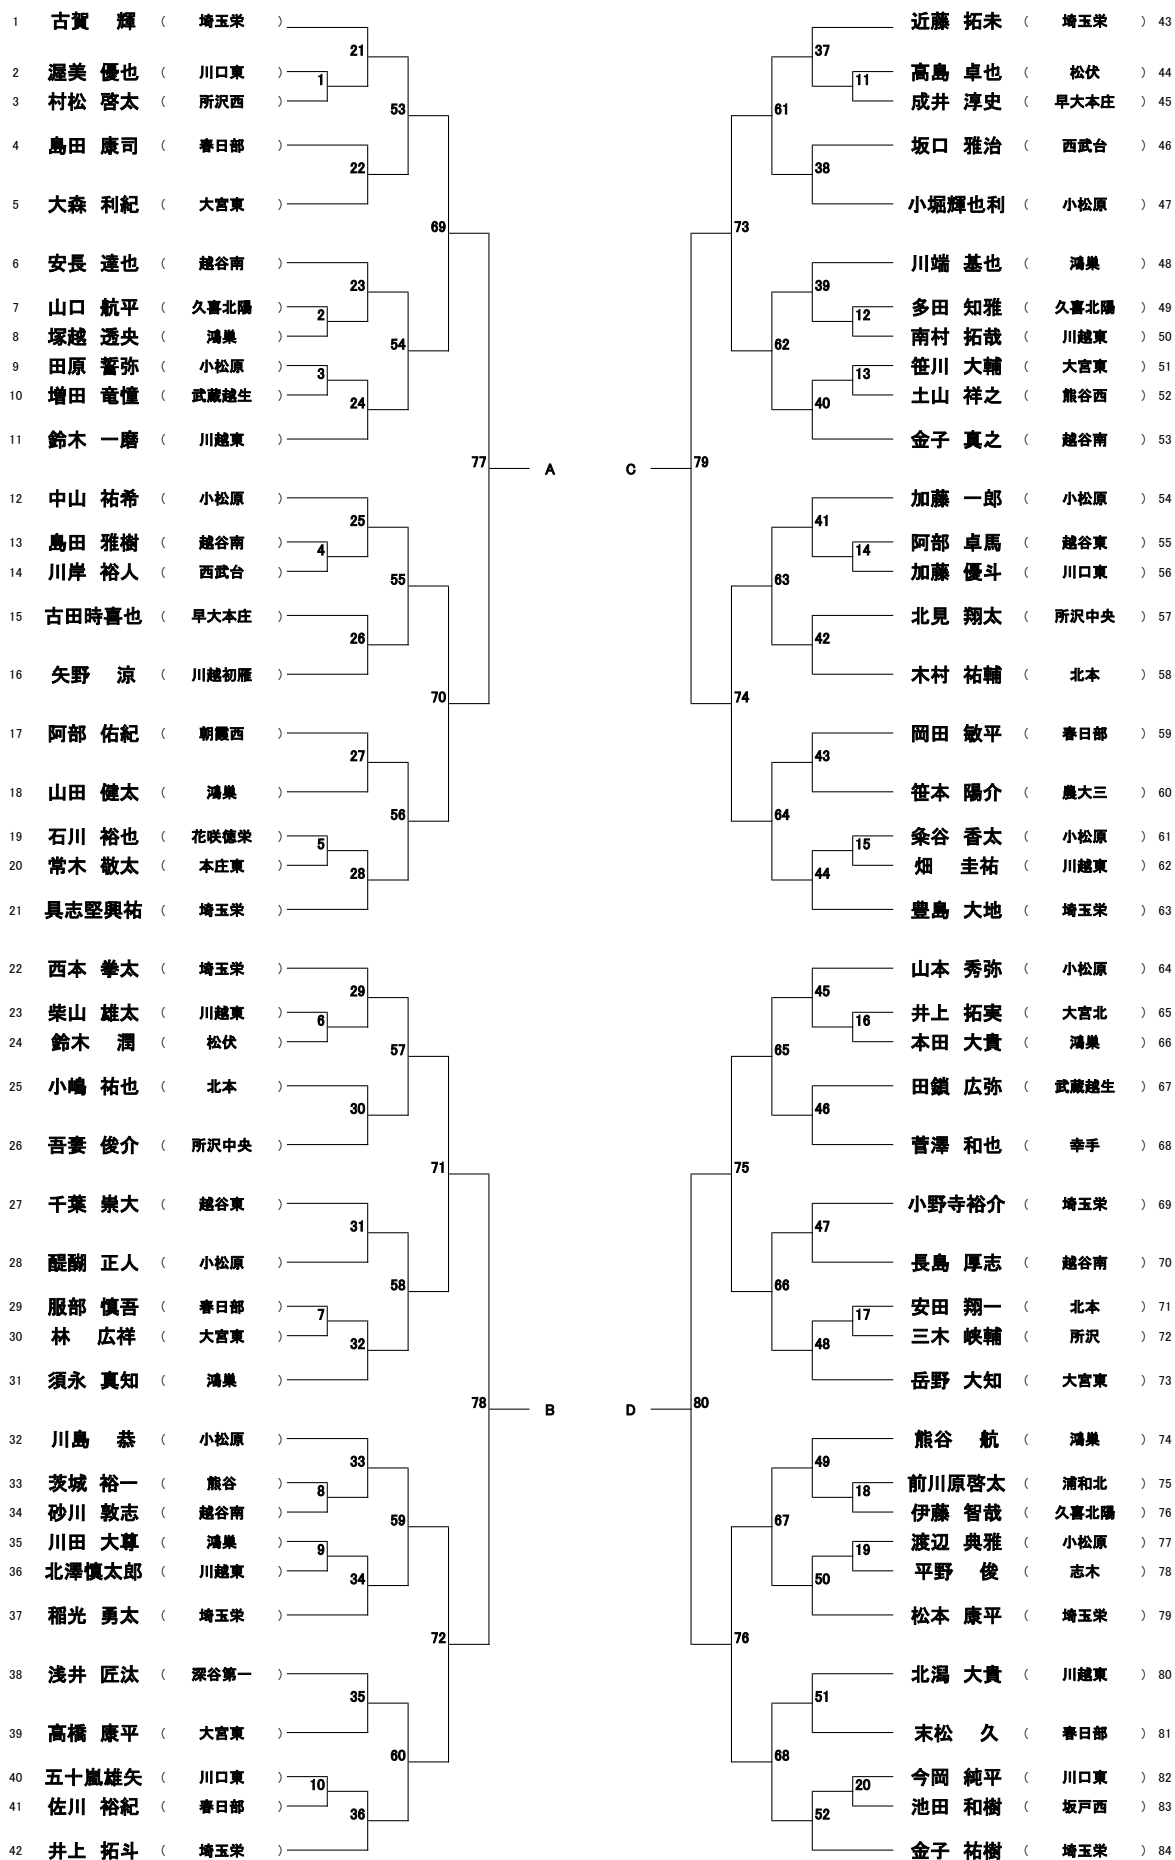 1 古賀 輝 ( 埼玉栄 )
2 渥美 優也 ( 川口東 )
3 村松 啓太 ( 所沢西 )
4 島田 康司 ( 春日部 )
5 大森 利紀 ( 大宮東 )
6 安長 達也 ( 越谷南 )
7 山口 航平 ( 久喜北陽 )
8 塚越 透央 ( 鴻巣 )
9 田原 誓弥 ( 小松原 )
10 増田 竜憧 ( 武蔵越生 )
11 鈴木 一磨 ( 川越東 )
12 中山 祐希 ( 小松原 )
13 島田 雅樹 ( 越谷南 )
14 川岸 裕人 ( 西武台 )
15 古田時喜也 ( 早大本庄 )
16 矢野 涼 ( 川越初雁 )
17 阿部 佑紀 ( 朝霞西 )
18 山田 健太 ( 鴻巣 )
19 石川 裕也 ( 花咲徳栄 )
20 常木 敬太 ( 本庄東 )
21 具志堅興祐 ( 埼玉栄 )
22 西本 拳太 ( 埼玉栄 )
23 柴山 雄太 ( 川越東 )
24 鈴木 潤 ( 松伏 )
25 小嶋 祐也 ( 北本 )
26 吾妻 俊介 ( 所沢中央 )
27 千葉 崇大 ( 越谷東 )
28 醍醐 正人 ( 小松原 )
29 服部 慎吾 ( 春日部 )
30 林 広祥 ( 大宮東 )
31 須永 真知 ( 鴻巣 )
32 川島 恭 ( 小松原 )
33 茨城 裕一 ( 熊谷 )
34 砂川 敦志 ( 越谷南 )
35 川田 大尊 ( 鴻巣 )
36 北澤慎太郎 ( 川越東 )
37 稲光 勇太 ( 埼玉栄 )
38 浅井 匠汰 ( 深谷第一 )
39 高橋 康平 ( 大宮東 )
40 五十嵐雄矢 ( 川口東 )
41 佐川 裕紀 ( 春日部 )
42 井上 拓斗 ( 埼玉栄 )
21
1
53
22
69
23
2
54
3
24
77
A
25
4
55
26
70
27
56
5
28
29
6
57
30
71
31
58
7
32
78
B
33
8
59
9
34
72
35
60
10
36
近藤 拓未 ( 埼玉栄 ) 43
高島 卓也 ( 松伏 ) 44
成井 淳史 ( 早大本庄 ) 45
坂口 雅治 ( 西武台 ) 46
小堀輝也利 ( 小松原 ) 47
川端 基也 ( 鴻巣 ) 48
多田 知雅 ( 久喜北陽 ) 49
南村 拓哉 ( 川越東 ) 50
笹川 大輔 ( 大宮東 ) 51
土山 祥之 ( 熊谷西 ) 52
金子 真之 ( 越谷南 ) 53
加藤 一郎 ( 小松原 ) 54
阿部 卓馬 ( 越谷東 ) 55
加藤 優斗 ( 川口東 ) 56
北見 翔太 ( 所沢中央 ) 57
木村 祐輔 ( 北本 ) 58
岡田 敏平 ( 春日部 ) 59
笹本 陽介 ( 農大三 ) 60
粂谷 香太 ( 小松原 ) 61
畑 圭祐 ( 川越東 ) 62
豊島 大地 ( 埼玉栄 ) 63
山本 秀弥 ( 小松原 ) 64
井上 拓実 ( 大宮北 ) 65
本田 大貴 ( 鴻巣 ) 66
田鎖 広弥 ( 武蔵越生 ) 67
菅澤 和也 ( 幸手 ) 68
小野寺裕介 ( 埼玉栄 ) 69
長島 厚志 ( 越谷南 ) 70
安田 翔一 ( 北本 ) 71
三木 峡輔 ( 所沢 ) 72
岳野 大知 ( 大宮東 ) 73
熊谷 航 ( 鴻巣 ) 74
前川原啓太 ( 浦和北 ) 75
伊藤 智哉 ( 久喜北陽 ) 76
渡辺 典雅 ( 小松原 ) 77
平野 俊 ( 志木 ) 78
松本 康平 ( 埼玉栄 ) 79
北潟 大貴 ( 川越東 ) 80
末松 久 ( 春日部 ) 81
今岡 純平 ( 川口東 ) 82
池田 和樹 ( 坂戸西 ) 83
金子 祐樹 ( 埼玉栄 ) 84
37
11
61
38
73
39
12
62
13
40
C
79
41
14
63
42
74
43
64
15
44
45
16
65
46
75
47
66
17
48
D
80
49
18
67
19
50
76
51
68
20
52